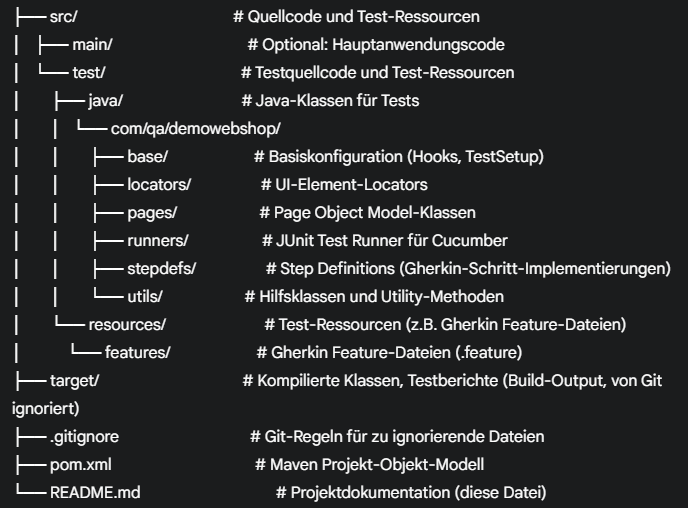 ├── src/ # Quellcode und Test-Ressourcen
│ ├── main/ # Optional: Hauptanwendungscode
│ └── test/ # Testquellcode und Test-Ressourcen
│ ├── java/ # Java-Klassen für Tests
│ │ └── com/qa/demowebshop/
│ │ ├── base/ # Basiskonfiguration (Hooks, TestSetup)
│ │ ├── locators/ # UI-Element-Locators
│ │ ├── pages/ # Page Object Model-Klassen
│ │ ├── runners/ # JUnit Test Runner für Cucumber
│ │ ├── stepdefs/ # Step Definitions (Gherkin-Schritt-Implementierungen)
│ │ └── utils/ # Hilfsklassen und Utility-Methoden
│ └── resources/ # Test-Ressourcen (z.B. Gherkin Feature-Dateien)
│ └── features/ # Gherkin Feature-Dateien (.feature)
├── target/ # Kompilierte Klassen, Testberichte (Build-Output, von Git
ignoriert)
├── .gitignore # Git-Regeln für zu ignorierende Dateien
├── pom.xml # Maven Projekt-Objekt-Modell
└── README.md # Projektdokumentation (diese Datei)